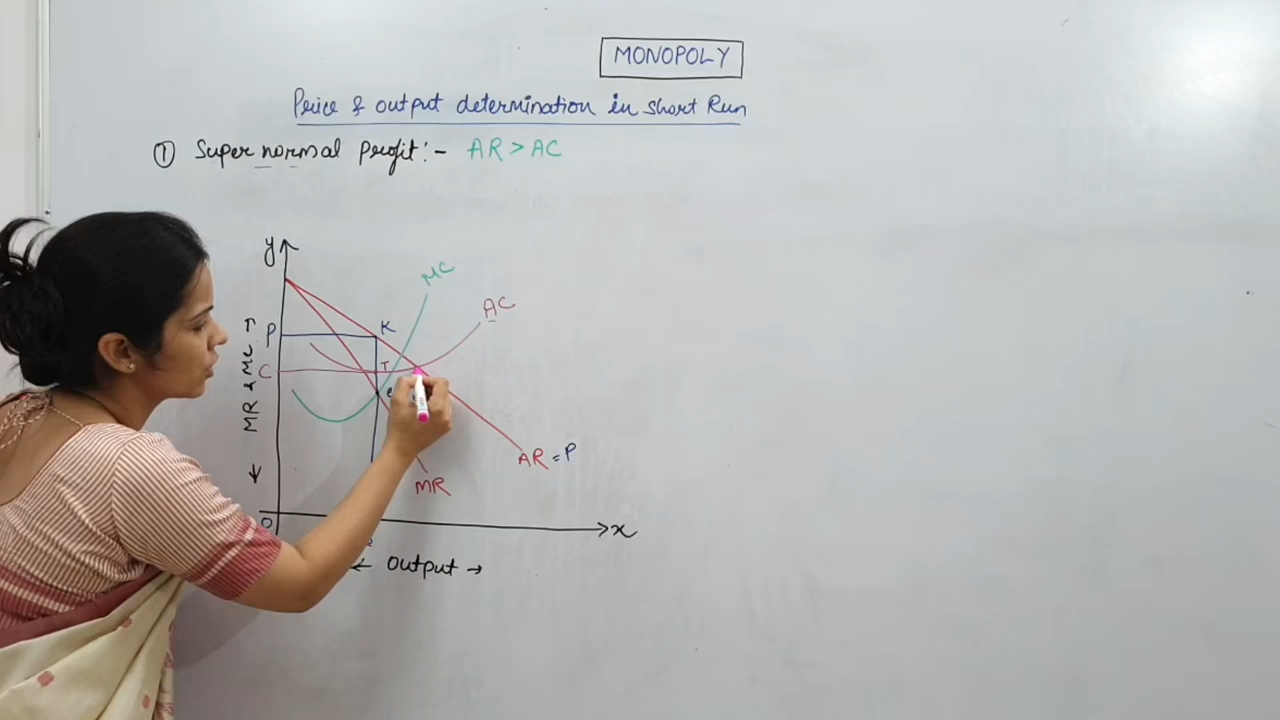 MONOPOLY
Price & output determination in short Run
① Super normal profit:- AR > AC
y
MC
AC
P
K
C
T
MR & MC
AR = P
MR
O
x
← output →